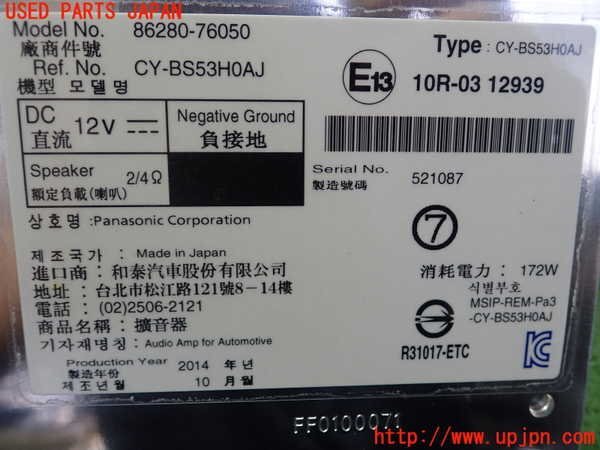 USED PARTS JAPAN
Model No. 86280-76050
廠商件號
Ref. No. CY-BS53H0AJ
機型 모델명
Type : CY-BS53H0AJ
E13 10R-03 12939
DC 直流 12V
Negative Ground
負接地
Speaker 2/4Ω
額定負載(喇叭)
Serial No. 521087
製造號碼
상 호 명 : Panasonic Corporation
제 조 국 가 : Made in Japan
進口商 : 和泰汽車股份有限公司
地址 : 台北市松江路121號8-14樓
電話 : (02)2506-2121
商品名稱 : 擴音器
기자재명칭 : Audio Amp for Automotive
Production Year 2014 年 년
製造年份
제 조 년 월 10 月 월
7
消耗電力 : 172W
식별부호
MSIP-REM-Pa3
-CY-BS53H0AJ
R31017-ETC
FF0100071
http://www.upjpn.com/